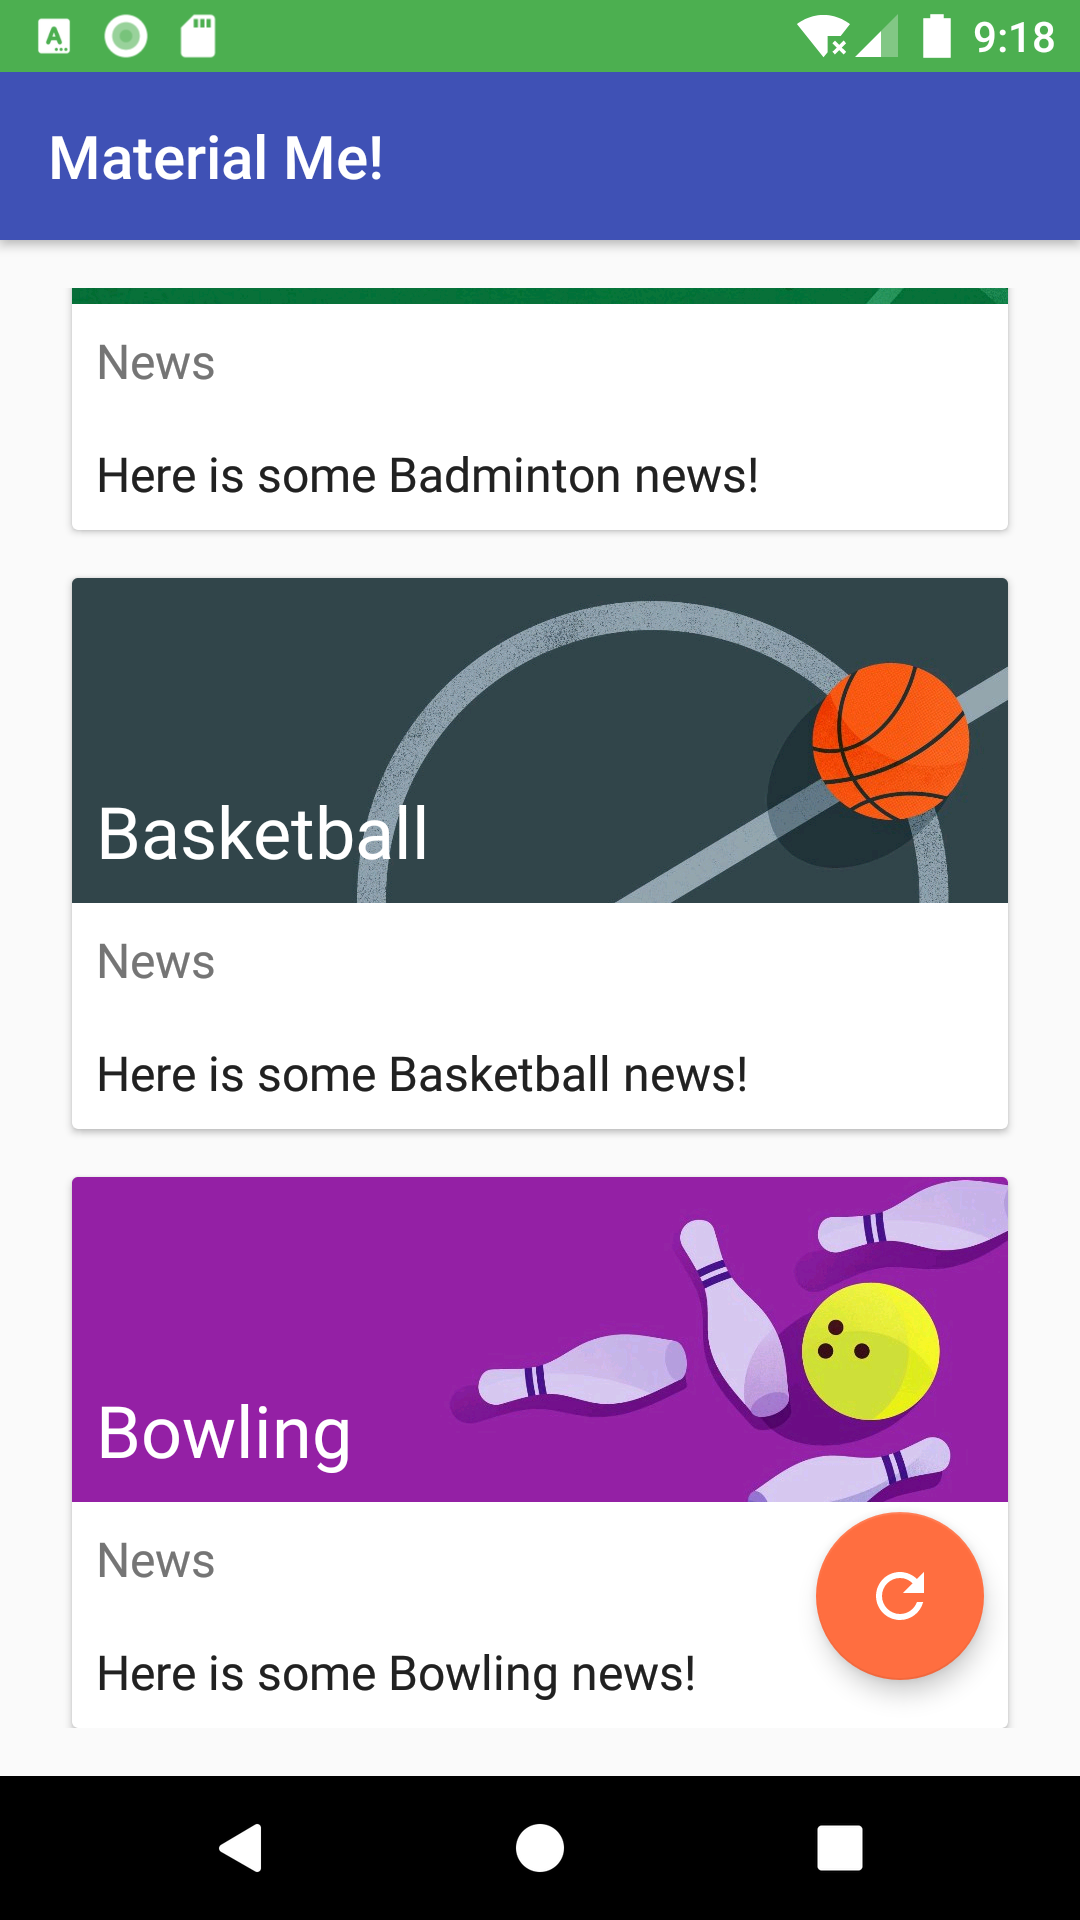 9:18
Material Me!
News
Here is some Badminton news!
Basketball
News
Here is some Basketball news!
Bowling
News
Here is some Bowling news!